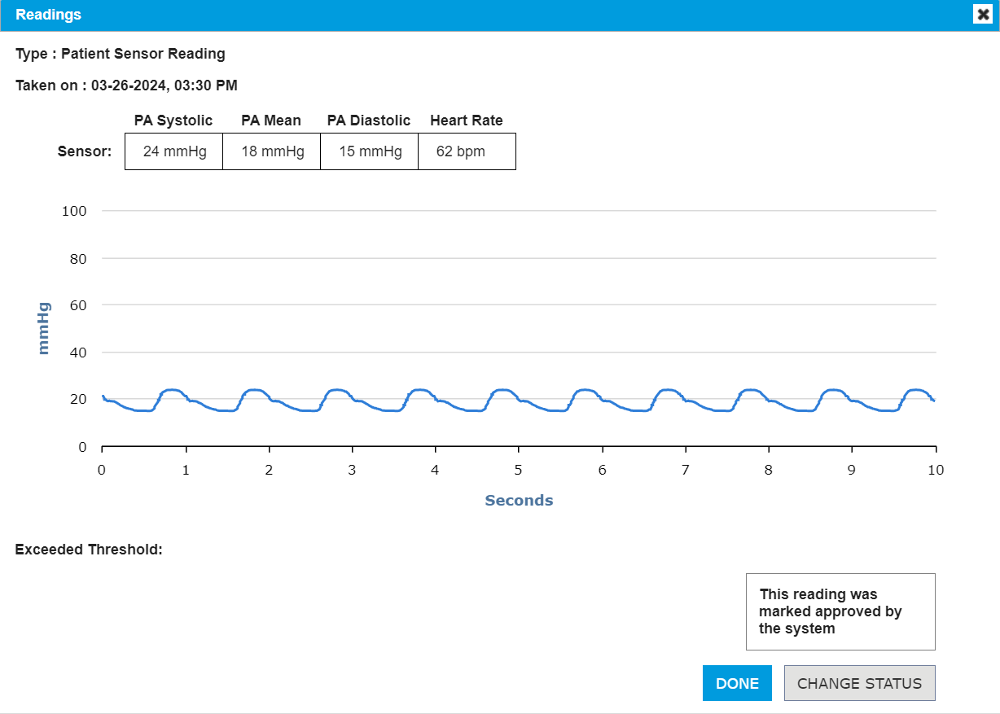 Readings
Type : Patient Sensor Reading
Taken on : 03-26-2024, 03:30 PM
PA Systolic PA Mean PA Diastolic Heart Rate
Sensor: 24 mmHg 18 mmHg 15 mmHg 62 bpm
100
80
60
40
20
0
mmHg
0 1 2 3 4 5 6 7 8 9 10
Seconds
Exceeded Threshold:
This reading was
marked approved by
the system
DONE CHANGE STATUS